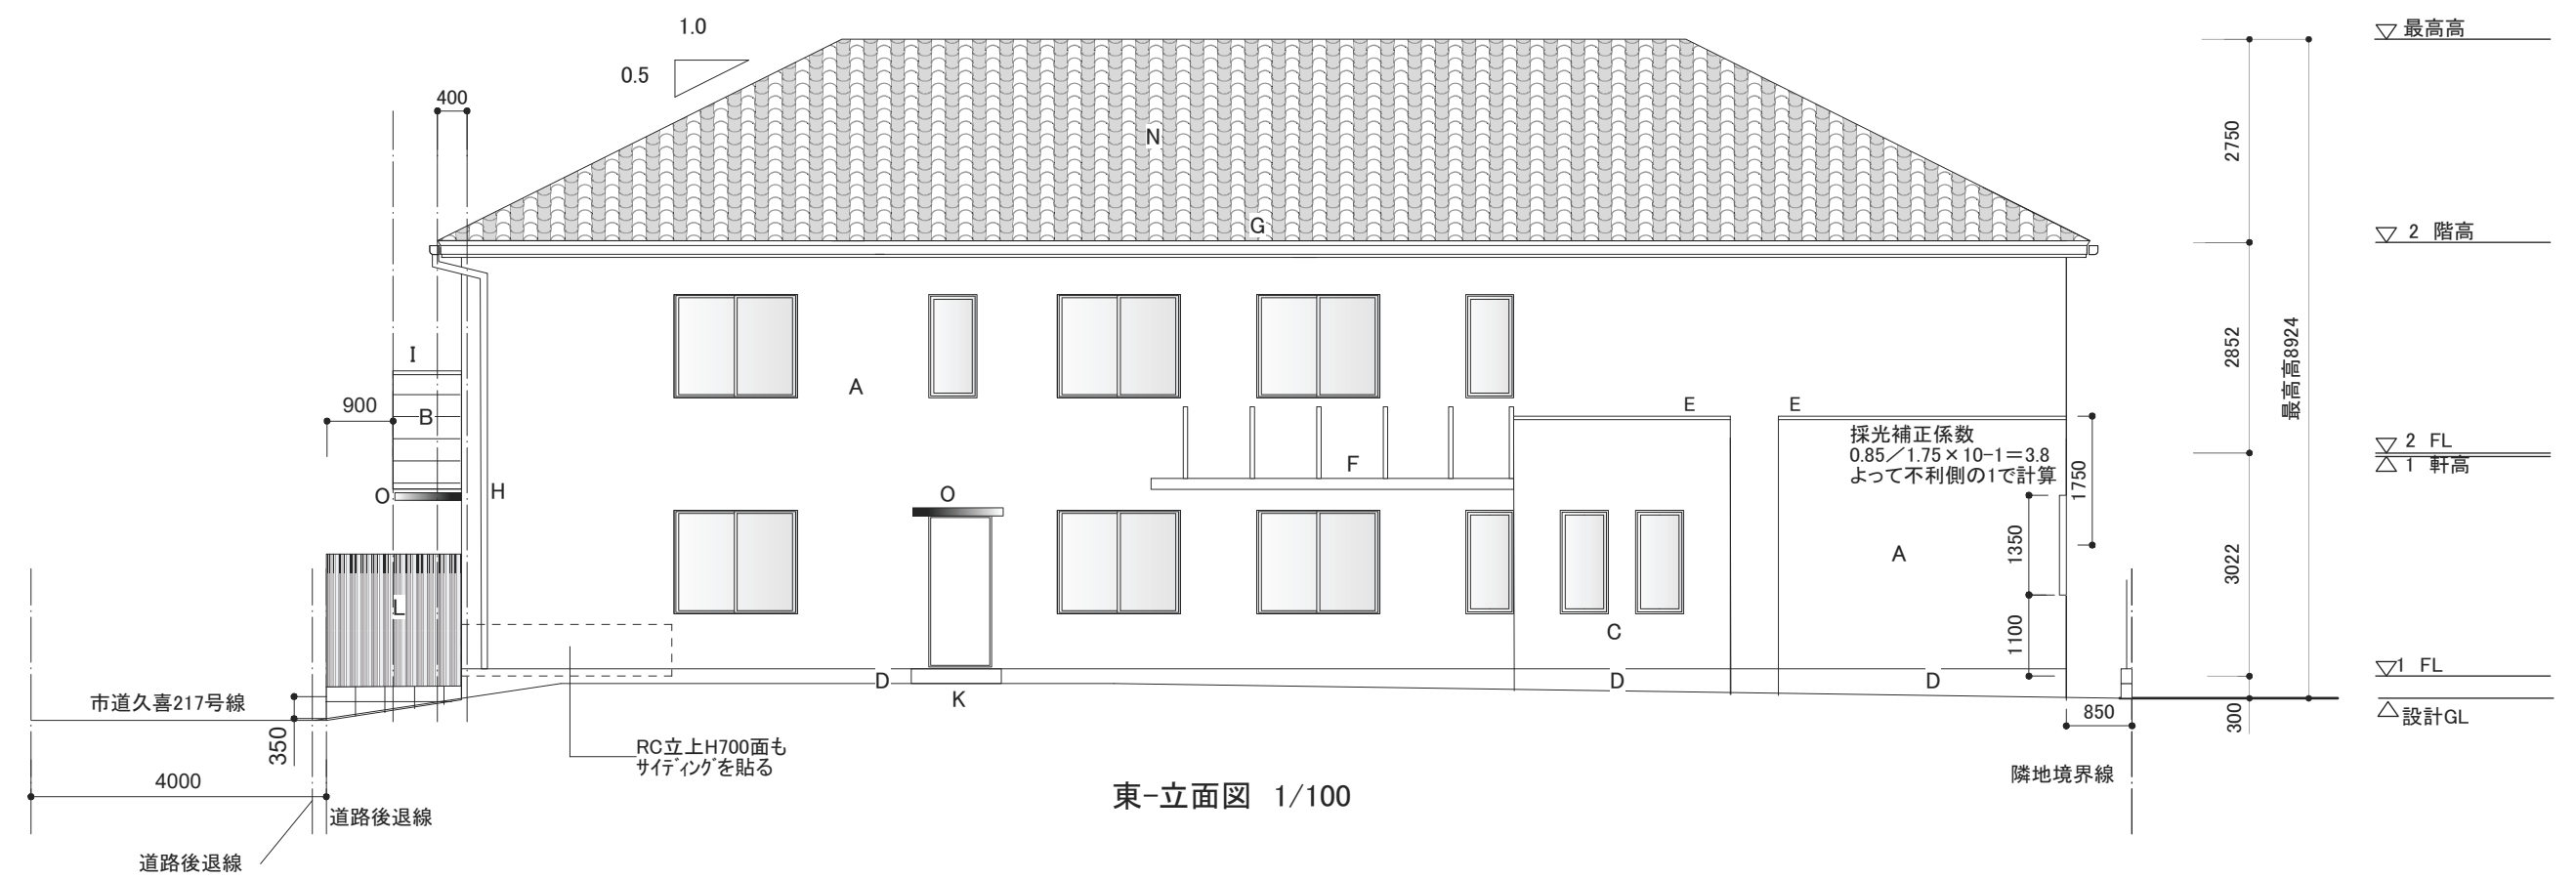 1.0
0.5
400
N
G
I
900
B
A
O
H
O
F
E
E
採光補正係数
0.85／1.75×10-1＝3.8
よって不利側の1で計算
1750
1350
1100
A
L
C
D
D
D
K
市道久喜217号線
350
4000
道路後退線
道路後退線
RC立上H700面も
サイディングを貼る
東-立面図 1/100
850
隣地境界線
2750
2852
3022
300
最高高8924
▽ 最高高
▽ 2 階高
▽ 2 FL
△ 1 軒高
▽1 FL
△ 設計GL